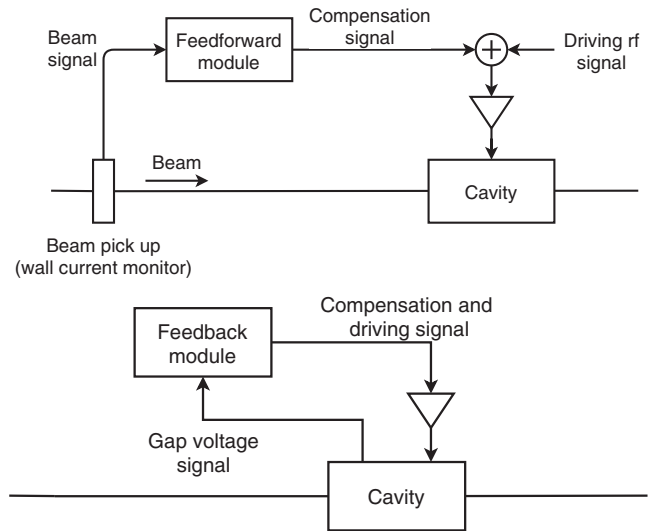 Beam
signal
Feedforward
module
Compensation
signal
Driving rf
signal
Beam
Cavity
Beam pick up
(wall current monitor)
Compensation and
driving signal
Feedback
module
Gap voltage
signal
Cavity